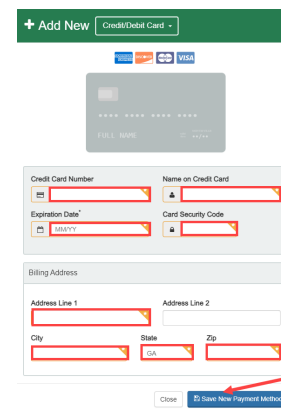 + Add New Credit/Debit Card
VISA
**** **** **** ****
FULL NAME --/--
Credit Card Number Name on Credit Card
Expiration Date* Card Security Code
MM/YY
Billing Address
Address Line 1 Address Line 2
City State Zip
GA
Close Save New Payment Method